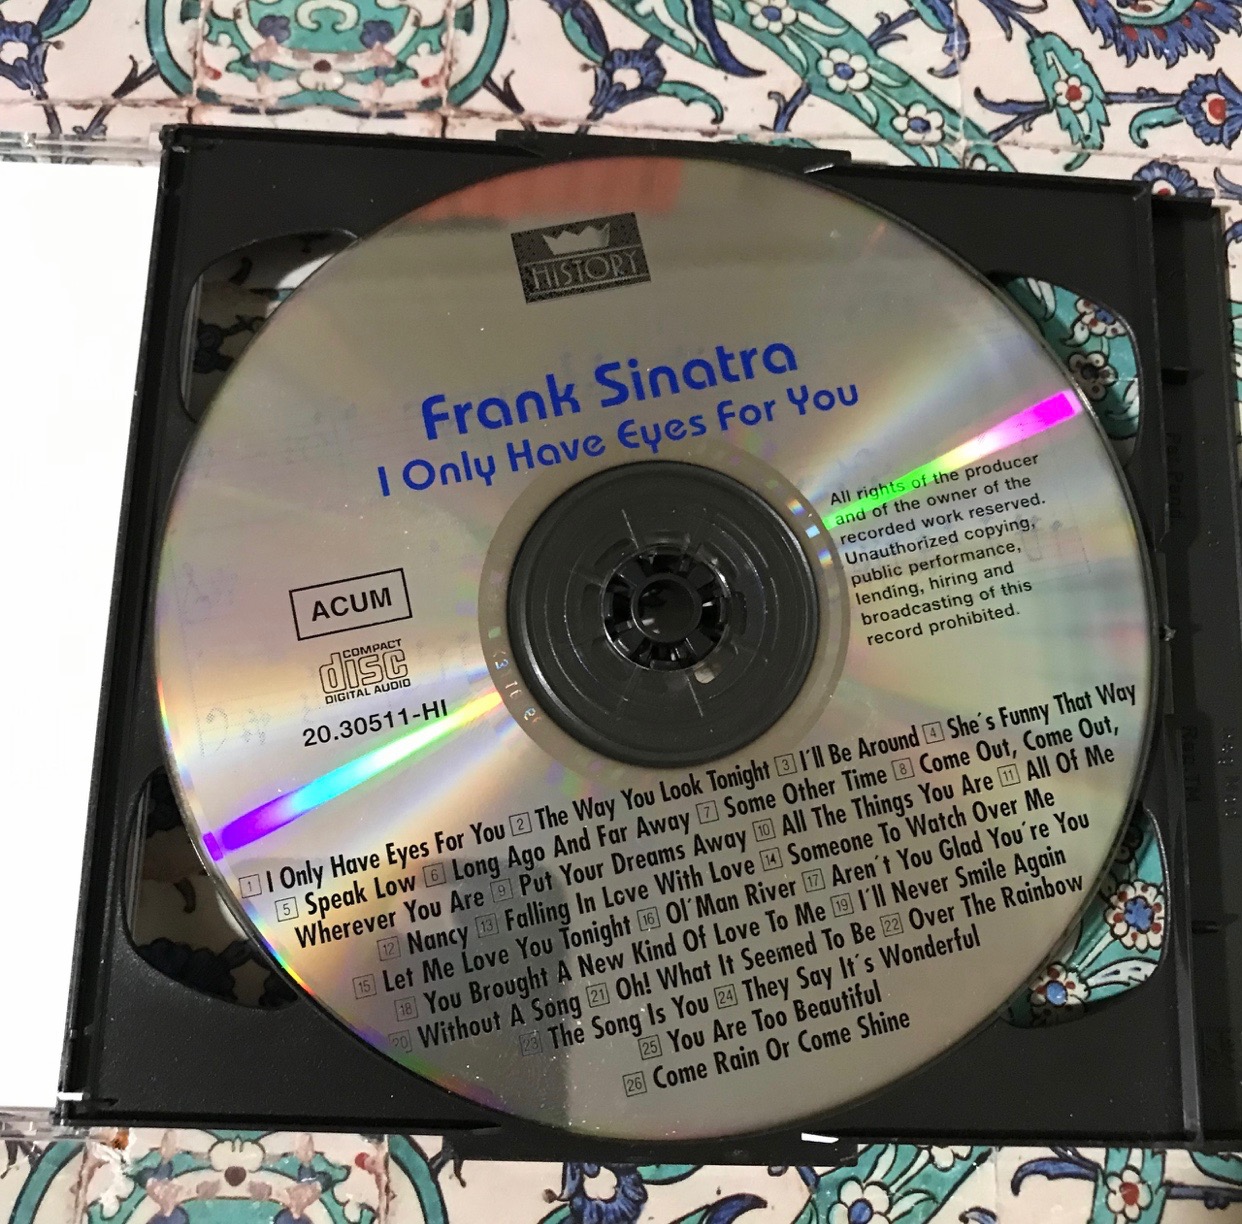 HISTORY
Frank Sinatra
I Only Have Eyes For You
All rights of the producer
and of the owner of the
recorded work reserved.
Unauthorized copying,
public performance,
lending, hiring and
broadcasting of this
record prohibited.
ACUM
COMPACT
disc
DIGITAL AUDIO
20.30511-HI
1 I Only Have Eyes For You 2 The Way You Look Tonight 3 I'll Be Around 4 She´s Funny That Way
5 Speak Low 6 Long Ago And Far Away 7 Some Other Time 8 Come Out, Come Out,
Wherever You Are 9 Put Your Dreams Away 10 All The Things You Are 11 All Of Me
12 Nancy 13 Falling In Love With Love 14 Someone To Watch Over Me
15 Let Me Love You Tonight 16 Ol´Man River 17 Aren´t You Glad You´re You
18 You Brought A New Kind Of Love To Me 19 I´ll Never Smile Again
20 Without A Song 21 Oh! What It Seemed To Be 22 Over The Rainbow
23 The Song Is You 24 They Say It´s Wonderful
25 You Are Too Beautiful
26 Come Rain Or Come Shine